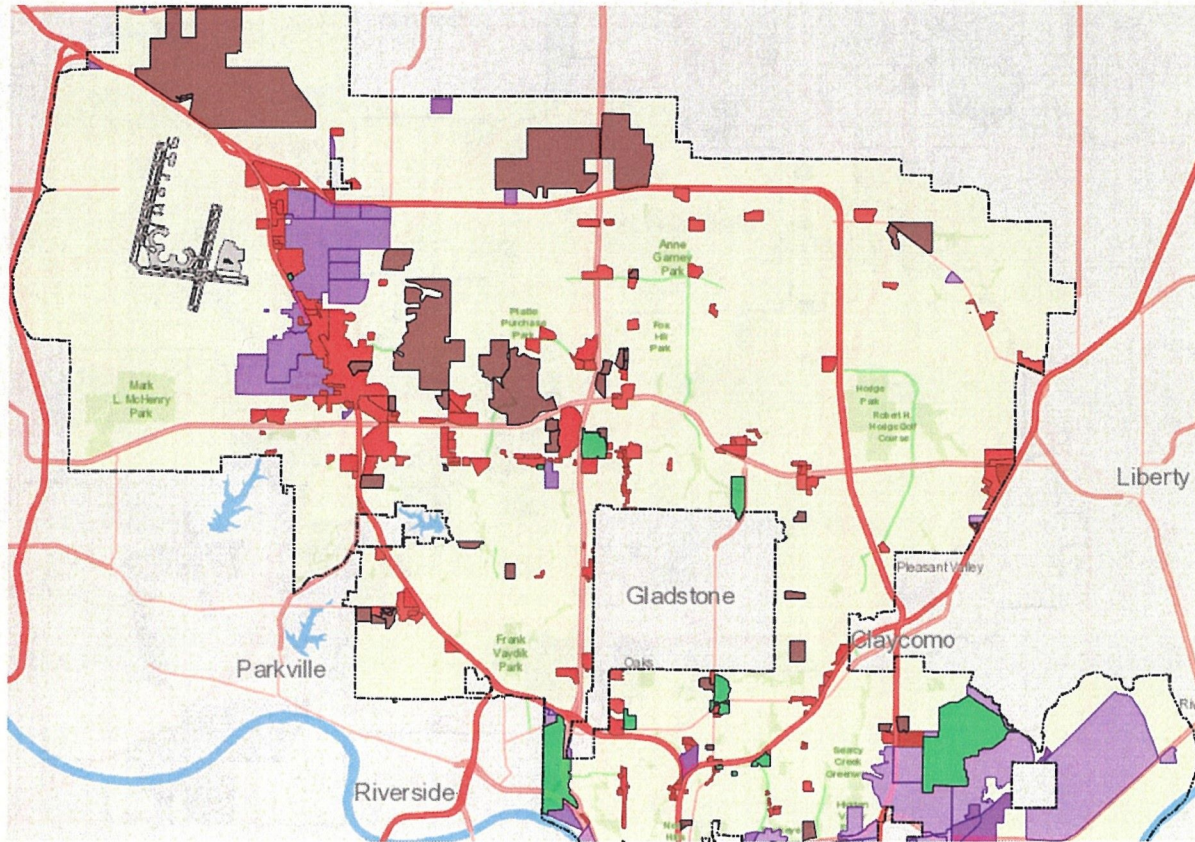 Anne
Garney
Park
Platte
Purchase
Park
Fox
Hill
Park
Mark
L. McHenry
Park
Hodge
Park
Robert H.
Hodge Golf
Course
Liberty
Pleasant Valley
Gladstone
Claycomo
Frank
Vaydik
Park
Oaks
Parkville
Searcy
Creek
Riverside